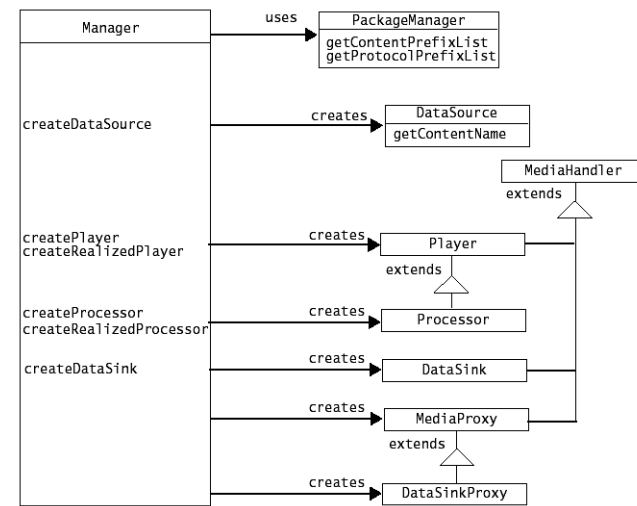 Manager
uses
PackageManager
getContentPrefixList
getProtocolPrefixList
createDataSource
creates
DataSource
getContentName
MediaHandler
extends
createPlayer
createRealizedPlayer
creates
Player
extends
createProcessor
createRealizedProcessor
creates
Processor
createDataSink
creates
DataSink
creates
MediaProxy
extends
creates
DataSinkProxy